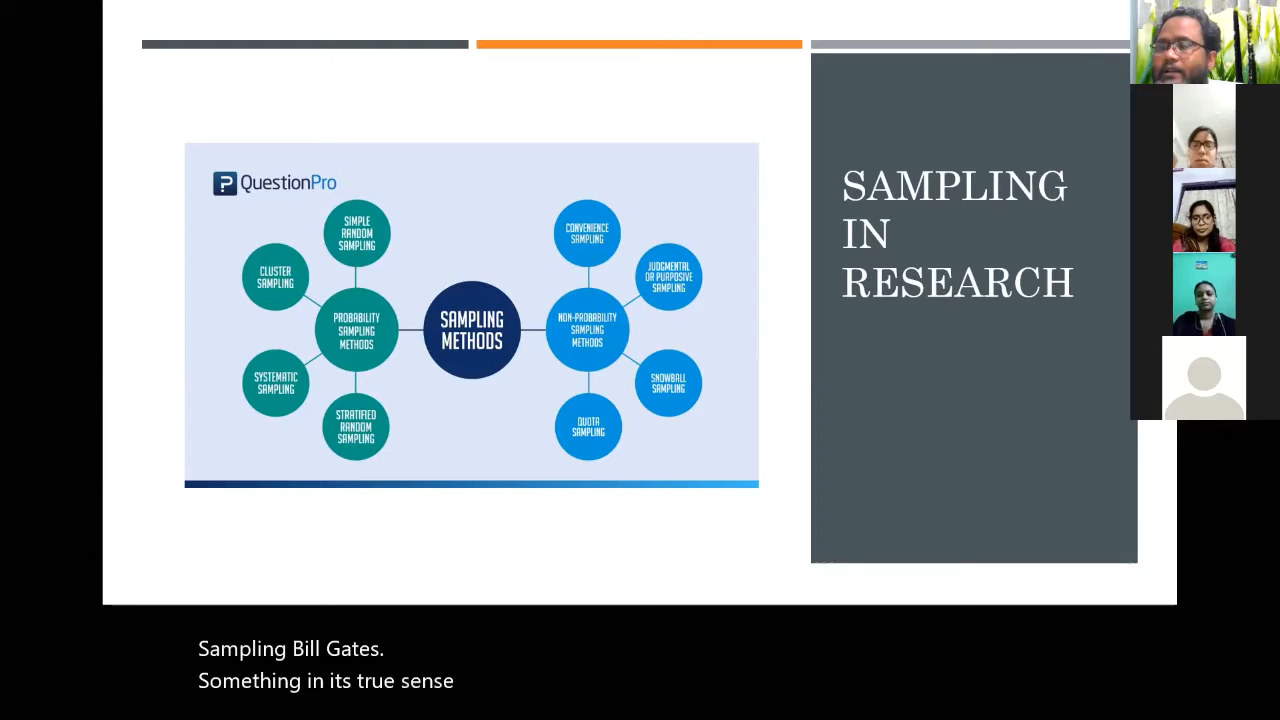 QuestionPro
SIMPLE
RANDOM
SAMPLING
CLUSTER
SAMPLING
PROBABILITY
SAMPLING
METHODS
SYSTEMATIC
SAMPLING
STRATIFIED
RANDOM
SAMPLING
SAMPLING
METHODS
CONVENIENCE
SAMPLING
JUDGMENTAL
OR PURPOSIVE
SAMPLING
NON-PROBABILITY
SAMPLING
METHODS
SNOWBALL
SAMPLING
QUOTA
SAMPLING
SAMPLING
IN
RESEARCH
Sampling Bill Gates.
Something in its true sense